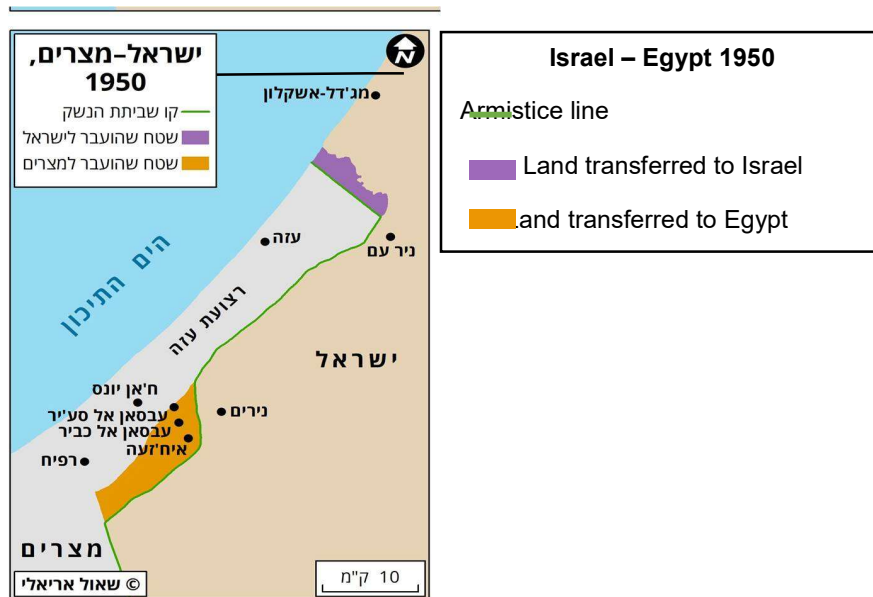 ישראל–מצרים,
1950
קו שביתת הנשק
שטח שהועבר לישראל
שטח שהועבר למצרים
N
מג'דל-אשקלון
Israel – Egypt 1950
Armistice line
Land transferred to Israel
Land transferred to Egypt
עזה
ניר עם
הים התיכון
רצועת עזה
ישראל
ח'אן יונס
עבסאן אל סע'יר
נירים
עבסאן אל כביר
איח'זעה
רפיח
מצרים
10 ק"מ
© שאול אריאלי